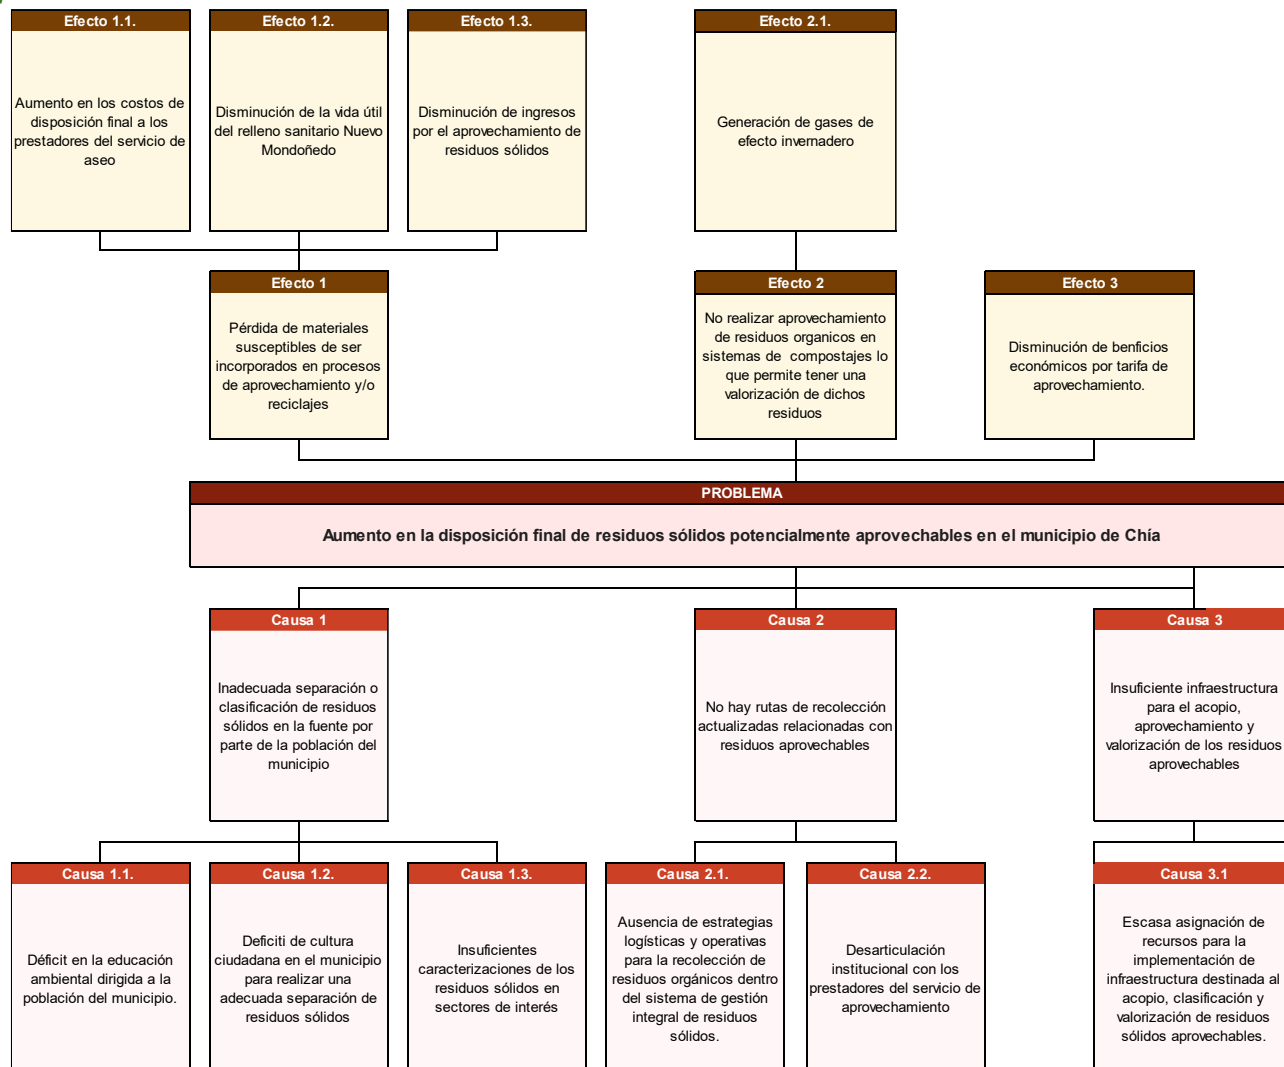 Efecto 1.1.
Aumento en los costos de
disposición final a los
prestadores del servicio de
aseo
Efecto 1.2.
Disminución de la vida útil
del relleno sanitario Nuevo
Mondoñedo
Efecto 1.3.
Disminución de ingresos
por el aprovechamiento de
residuos sólidos
Efecto 2.1.
Generación de gases de
efecto invernadero
Efecto 1
Pérdida de materiales
susceptibles de ser
incorporados en procesos
de aprovechamiento y/o
reciclajes
Efecto 2
No realizar aprovechamiento
de residuos organicos en
sistemas de compostajes lo
que permite tener una
valorización de dichos
residuos
Efecto 3
Disminución de benficios
económicos por tarifa de
aprovechamiento.
PROBLEMA
Aumento en la disposición final de residuos sólidos potencialmente aprovechables en el municipio de Chía
Causa 1
Inadecuada separación o
clasificación de residuos
sólidos en la fuente por
parte de la población del
municipio
Causa 2
No hay rutas de recolección
actualizadas relacionadas con
residuos aprovechables
Causa 3
Insuficiente infraestructura
para el acopio,
aprovechamiento y
valorización de los residuos
aprovechables
Causa 1.1.
Déficit en la educación
ambiental dirigida a la
población del municipio.
Causa 1.2.
Deficiti de cultura
ciudadana en el municipio
para realizar una
adecuada separación de
residuos sólidos
Causa 1.3.
Insuficientes
caracterizaciones de los
residuos sólidos en
sectores de interés
Causa 2.1.
Ausencia de estrategias
logísticas y operativas
para la recolección de
residuos orgánicos dentro
del sistema de gestión
integral de residuos
sólidos.
Causa 2.2.
Desarticulación
institucional con los
prestadores del servicio de
aprovechamiento
Causa 3.1
Escasa asignación de
recursos para la
implementación de
infraestructura destinada al
acopio, clasificación y
valorización de residuos
sólidos aprovechables.